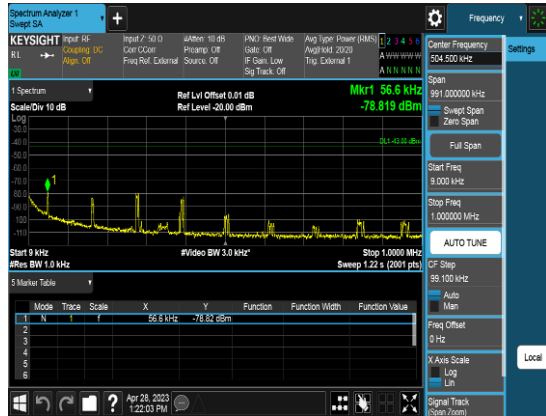 Spectrum Analyzer 1
Swept SA
+
Frequency
KEYSIGHT
Input: RF
Input Z: 50 Ω
#Atten: 10 dB
PNO: Best Wide
Avg Type: Power (RMS)
1 2 3 4 5 6
RL
Coupling: DC
Corr CCorr
Preamp: Off
Gate: Off
Avg|Hold: 20/20
A W W W W W
Align: Off
Freq Ref: External
Source: Off
IF Gain: Low
Trig: External 1
Sig Track: Off
A N N N N N
1 Spectrum
Ref Lvl Offset 0.01 dB
Mkr1 56.6 kHz
Scale/Div 10 dB
Ref Level -20.00 dBm
-78.819 dBm
Log
-30.0
-40.0
DL1 -43.00 dBm
-50.0
-60.0
-70.0
1
-80.0
-90.0
-100
-110
Start 9 kHz
#Video BW 3.0 kHz*
Stop 1.0000 MHz
#Res BW 1.0 kHz
Sweep 1.22 s (2001 pts)
5 Marker Table
Mode Trace Scale X Y Function Function Width Function Value
1 N 1 f 56.6 kHz -78.82 dBm
2
3
4
5
6
Apr 28, 2023
1:22:03 PM
Center Frequency
504.500 kHz
Settings
Span
991.000000 kHz
Swept Span
Zero Span
Full Span
Start Freq
9.000 kHz
Stop Freq
1.000000 MHz
AUTO TUNE
CF Step
99.100 kHz
Auto
Man
Freq Offset
0 Hz
X Axis Scale
Log
Lin
Local
Signal Track
(Span Zoom)